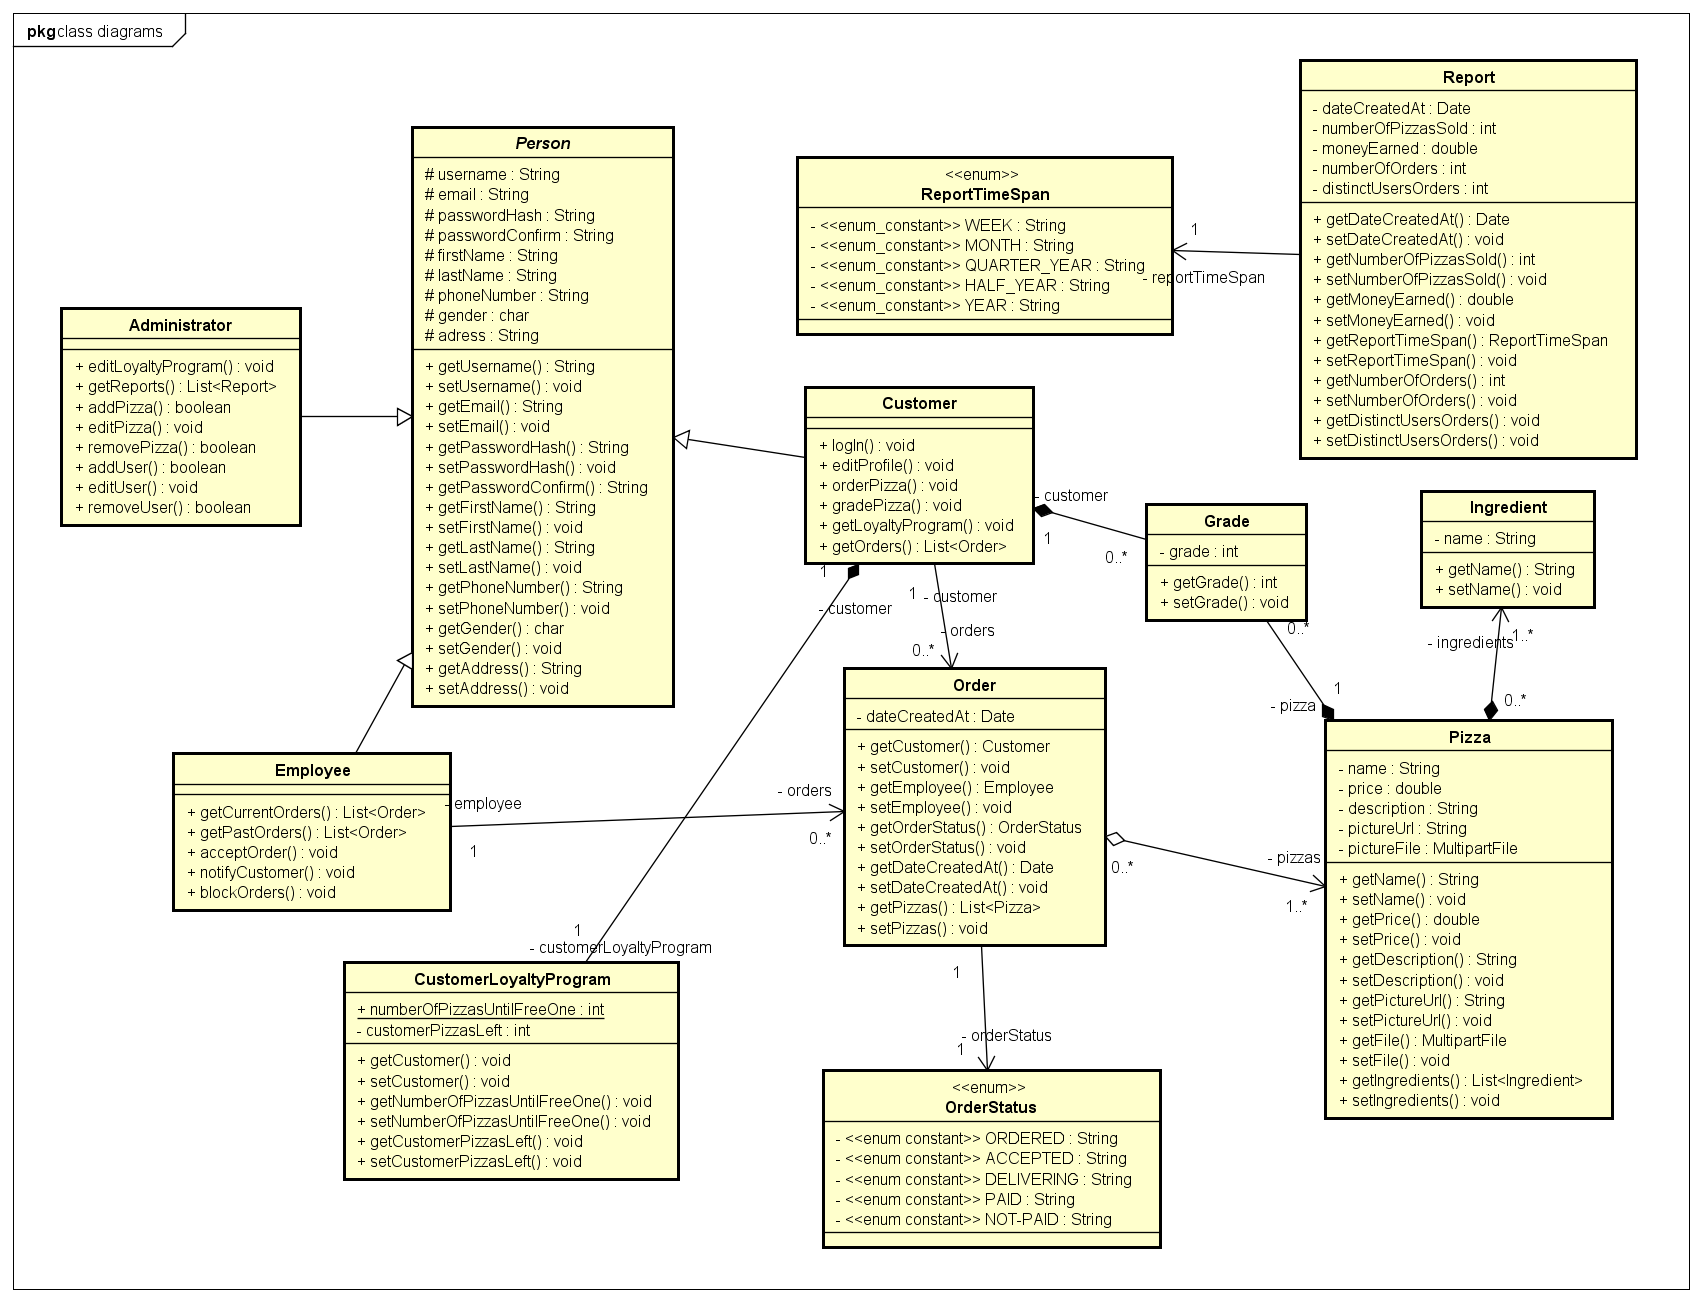 pkg class diagrams
Report
- dateCreatedAt : Date
- numberOfPizzasSold : int
- moneyEarned : double
- numberOfOrders : int
- distinctUsersOrders : int
+ getDateCreatedAt() : Date
+ setDateCreatedAt() : void
+ getNumberOfPizzasSold() : int
+ setNumberOfPizzasSold() : void
+ getMoneyEarned() : double
+ setMoneyEarned() : void
+ getReportTimeSpan() : ReportTimeSpan
+ setReportTimeSpan() : void
+ getNumberOfOrders() : int
+ setNumberOfOrders() : void
+ getDistinctUsersOrders() : void
+ setDistinctUsersOrders() : void
Person
# username : String
# email : String
# passwordHash : String
# passwordConfirm : String
# firstName : String
# lastName : String
# phoneNumber : String
# gender : char
# adress : String
+ getUsername() : String
+ setUsername() : void
+ getEmail() : String
+ setEmail() : void
+ getPasswordHash() : String
+ setPasswordHash() : void
+ getPasswordConfirm() : String
+ getFirstName() : String
+ setFirstName() : void
+ getLastName() : String
+ setLastName() : void
+ getPhoneNumber() : String
+ setPhoneNumber() : void
+ getGender() : char
+ setGender() : void
+ getAddress() : String
+ setAddress() : void
<<enum>>
ReportTimeSpan
- <<enum_constant>> WEEK : String
- <<enum_constant>> MONTH : String
- <<enum_constant>> QUARTER_YEAR : String
- <<enum_constant>> HALF_YEAR : String
- <<enum_constant>> YEAR : String
1
- reportTimeSpan
Administrator
+ editLoyaltyProgram() : void
+ getReports() : List<Report>
+ addPizza() : boolean
+ editPizza() : void
+ removePizza() : boolean
+ addUser() : boolean
+ editUser() : void
+ removeUser() : boolean
Customer
+ logIn() : void
+ editProfile() : void
+ orderPizza() : void
+ gradePizza() : void
+ getLoyaltyProgram() : void
+ getOrders() : List<Order>
- customer
1
0..*
Grade
- grade : int
+ getGrade() : int
+ setGrade() : void
Ingredient
- name : String
+ getName() : String
+ setName() : void
1
- customer
1
- customer
- orders
0..*
0..*
1
- pizza
1..*
- ingredients
0..*
Order
- dateCreatedAt : Date
+ getCustomer() : Customer
+ setCustomer() : void
+ getEmployee() : Employee
+ setEmployee() : void
+ getOrderStatus() : OrderStatus
+ setOrderStatus() : void
+ getDateCreatedAt() : Date
+ setDateCreatedAt() : void
+ getPizzas() : List<Pizza>
+ setPizzas() : void
Pizza
- name : String
- price : double
- description : String
- pictureUrl : String
- pictureFile : MultipartFile
+ getName() : String
+ setName() : void
+ getPrice() : double
+ setPrice() : void
+ getDescription() : String
+ setDescription() : void
+ getPictureUrl() : String
+ setPictureUrl() : void
+ getFile() : MultipartFile
+ setFile() : void
+ getIngredients() : List<Ingredient>
+ setIngredients() : void
Employee
+ getCurrentOrders() : List<Order>
+ getPastOrders() : List<Order>
+ acceptOrder() : void
+ notifyCustomer() : void
+ blockOrders() : void
- employee
1
- orders
0..*
0..*
- pizzas
1..*
1
- customerLoyaltyProgram
CustomerLoyaltyProgram
+ numberOfPizzasUntilFreeOne : int
- customerPizzasLeft : int
+ getCustomer() : void
+ setCustomer() : void
+ getNumberOfPizzasUntilFreeOne() : void
+ setNumberOfPizzasUntilFreeOne() : void
+ getCustomerPizzasLeft() : void
+ setCustomerPizzasLeft() : void
1
- orderStatus
1
<<enum>>
OrderStatus
- <<enum constant>> ORDERED : String
- <<enum constant>> ACCEPTED : String
- <<enum constant>> DELIVERING : String
- <<enum constant>> PAID : String
- <<enum constant>> NOT-PAID : String